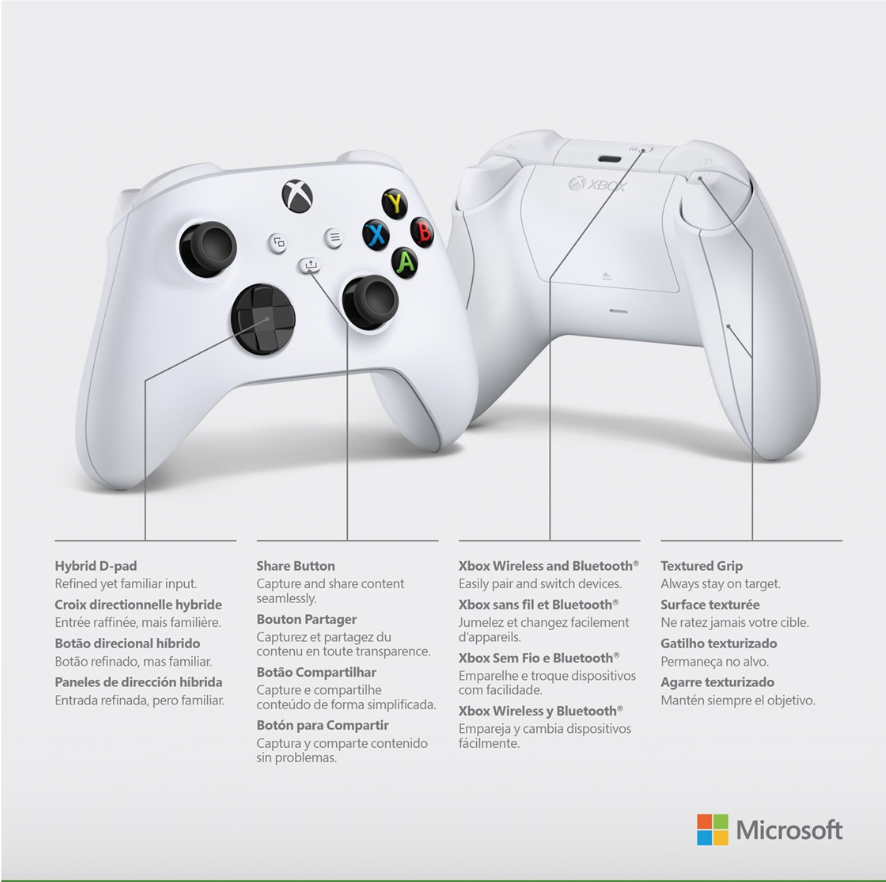 Y
X
B
A
XBOX
Hybrid D-pad
Refined yet familiar input.
Croix directionnelle hybride
Entrée raffinée, mais familière.
Botão direcional híbrido
Botão refinado, mas familiar.
Paneles de dirección híbrida
Entrada refinada, pero familiar.
Share Button
Capture and share content
seamlessly.
Bouton Partager
Capturez et partagez du
contenu en toute transparence.
Botão Compartilhar
Capture e compartilhe
conteúdo de forma simplificada.
Botón para Compartir
Captura y comparte contenido
sin problemas.
Xbox Wireless and Bluetooth®
Easily pair and switch devices.
Xbox sans fil et Bluetooth®
Jumelez et changez facilement
d'appareils.
Xbox Sem Fio e Bluetooth®
Emparelhe e troque dispositivos
com facilidade.
Xbox Wireless y Bluetooth®
Empareja y cambia dispositivos
fácilmente.
Textured Grip
Always stay on target.
Surface texturée
Ne ratez jamais votre cible.
Gatilho texturizado
Permaneça no alvo.
Agarre texturizado
Mantén siempre el objetivo.
Microsoft